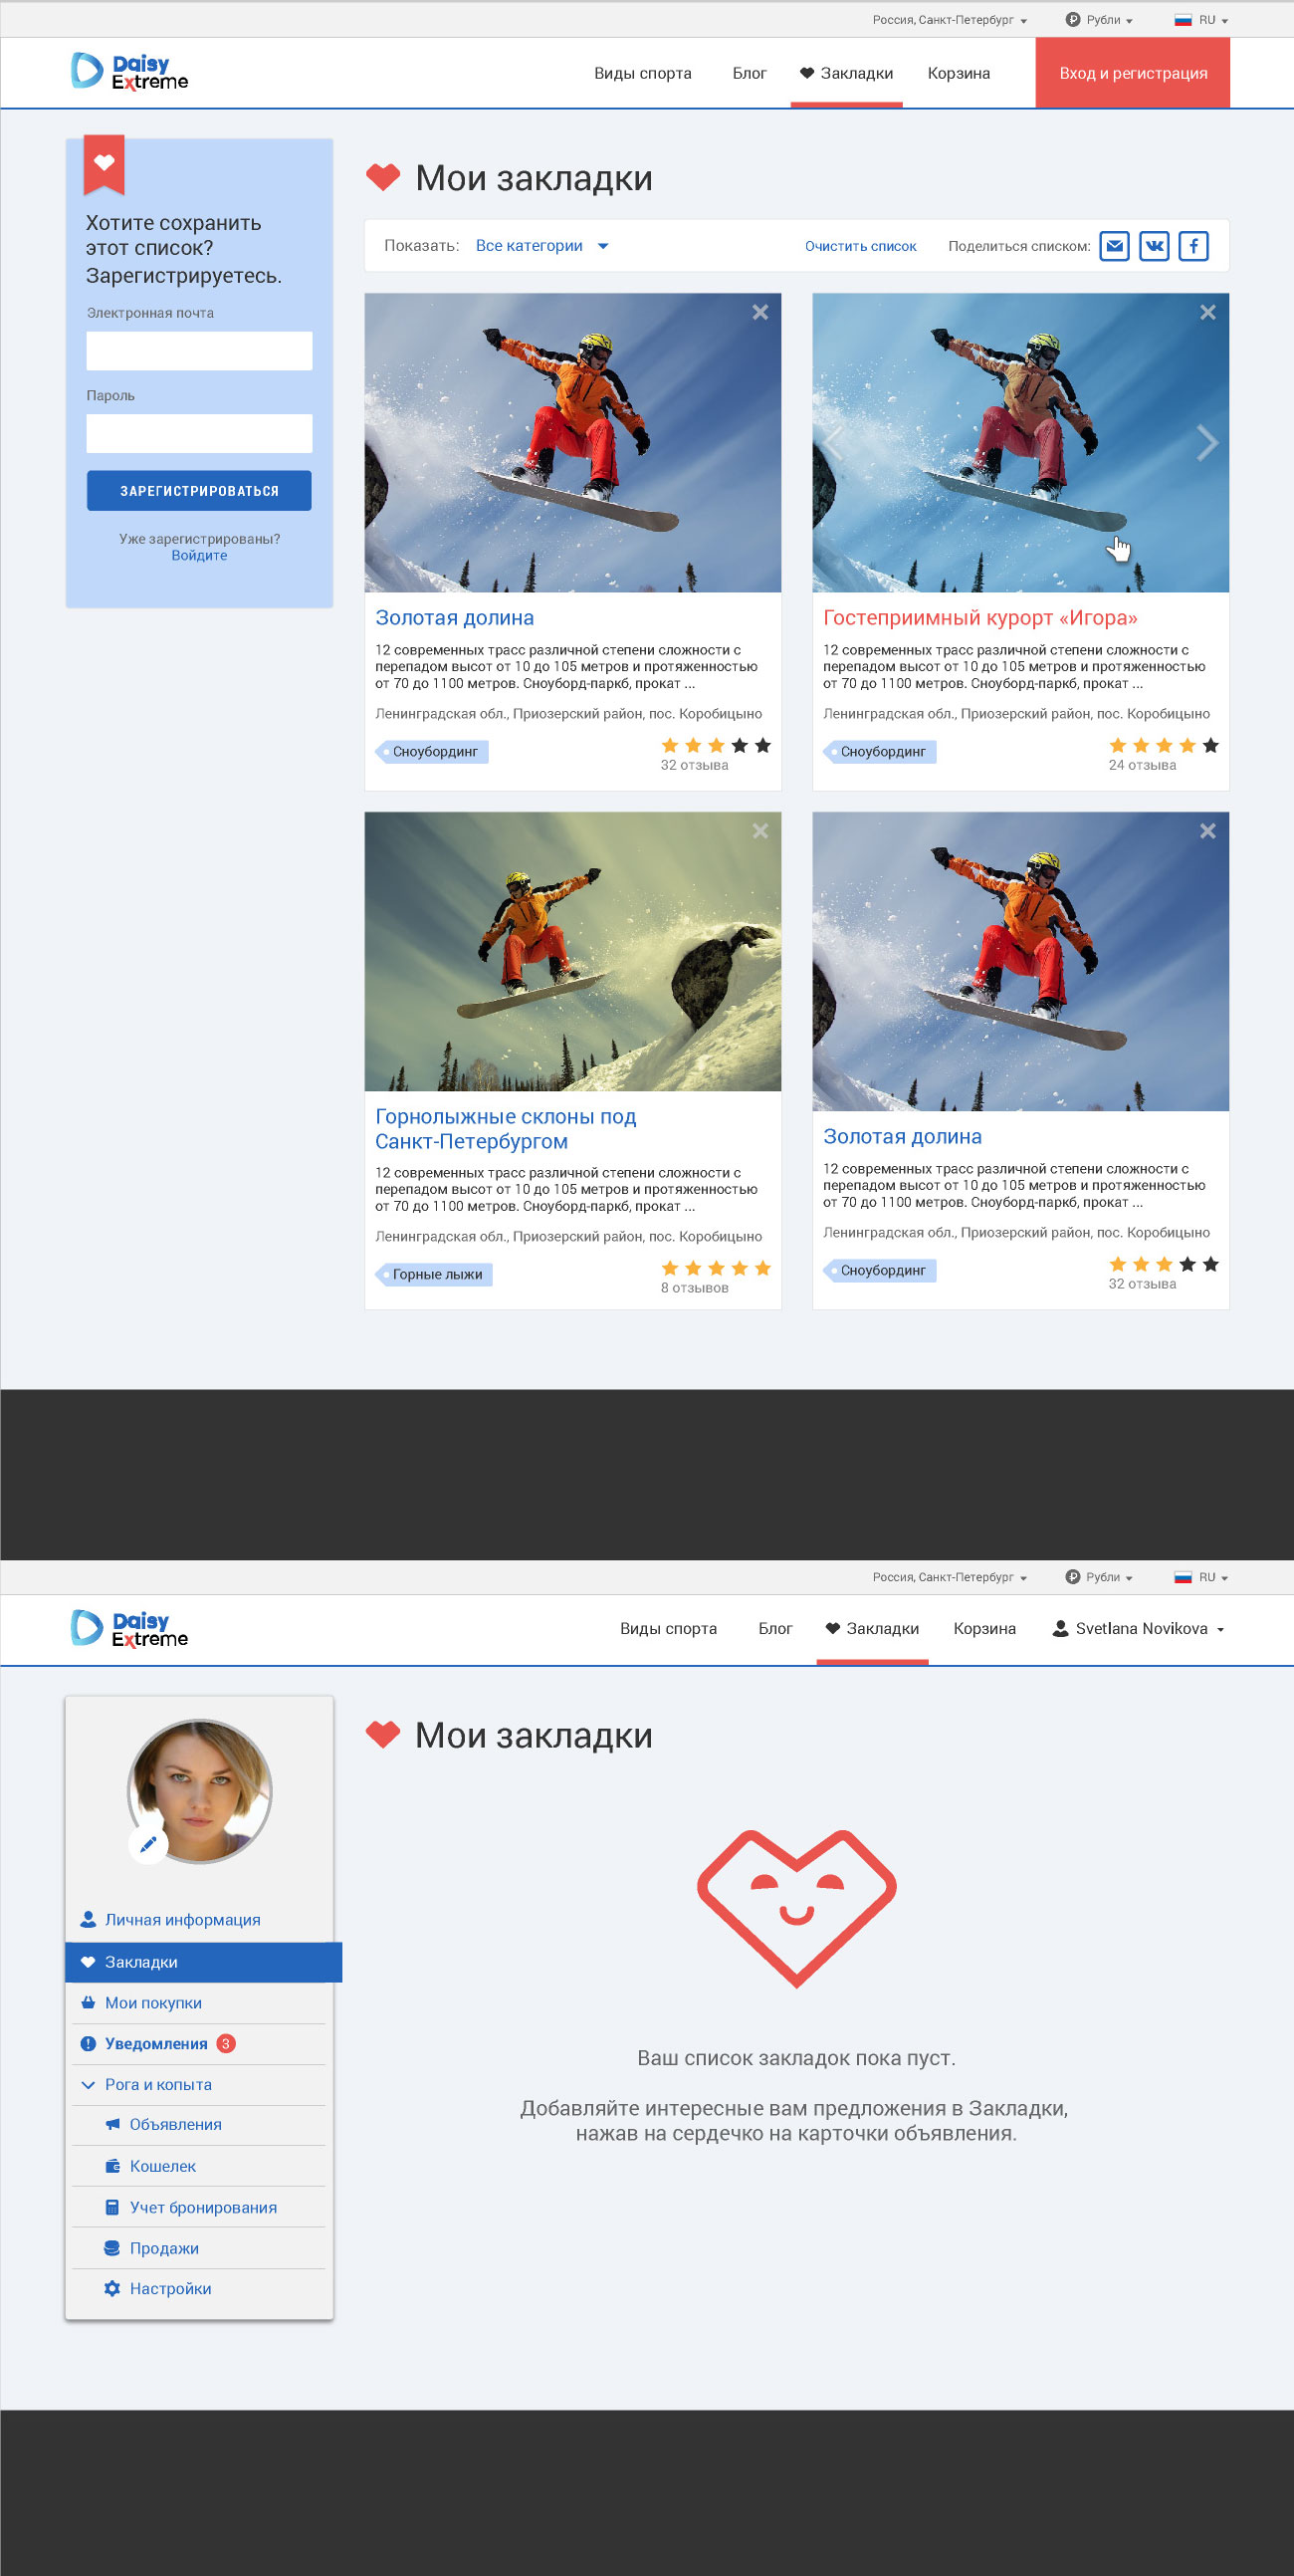 Россия, Санкт-Петербург
Рубли
RU
Daisy
Extreme
Виды спорта
Блог
Закладки
Корзина
Вход и регистрация
Хотите сохранить
этот список?
Зарегистрируетесь.
Электронная почта
Пароль
ЗАРЕГИСТРИРОВАТЬСЯ
Уже зарегистрированы?
Войдите
Мои закладки
Показать: Все категории
Очистить список
Поделиться списком:
Золотая долина
12 современных трасс различной степени сложности с
перепадом высот от 10 до 105 метров и протяженностью
от 70 до 1100 метров. Сноуборд-паркб, прокат ...
Ленинградская обл., Приозерский район, пос. Коробицыно
Сноубординг
32 отзыва
Гостеприимный курорт «Игора»
12 современных трасс различной степени сложности с
перепадом высот от 10 до 105 метров и протяженностью
от 70 до 1100 метров. Сноуборд-паркб, прокат ...
Ленинградская обл., Приозерский район, пос. Коробицыно
Сноубординг
24 отзыва
Горнолыжные склоны под
Санкт-Петербургом
12 современных трасс различной степени сложности с
перепадом высот от 10 до 105 метров и протяженностью
от 70 до 1100 метров. Сноуборд-паркб, прокат ...
Ленинградская обл., Приозерский район, пос. Коробицыно
Горные лыжи
8 отзывов
Золотая долина
12 современных трасс различной степени сложности с
перепадом высот от 10 до 105 метров и протяженностью
от 70 до 1100 метров. Сноуборд-паркб, прокат ...
Ленинградская обл., Приозерский район, пос. Коробицыно
Сноубординг
32 отзыва
Россия, Санкт-Петербург
Рубли
RU
Daisy
Extreme
Виды спорта
Блог
Закладки
Корзина
Svetlana Novikova
Личная информация
Закладки
Мои покупки
Уведомления 3
Рога и копыта
Объявления
Кошелек
Учет бронирования
Продажи
Настройки
Мои закладки
Ваш список закладок пока пуст.
Добавляйте интересные вам предложения в Закладки,
нажав на сердечко на карточки объявления.